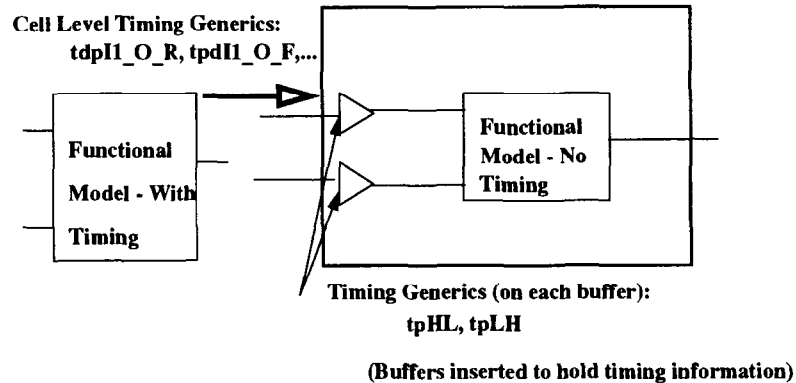 Cell Level Timing Generics:
tdpI1_O_R, tpdI1_O_F,...
Functional
Model - With
Timing
Functional
Model - No
Timing
Timing Generics (on each buffer):
tpHL, tpLH
(Buffers inserted to hold timing information)